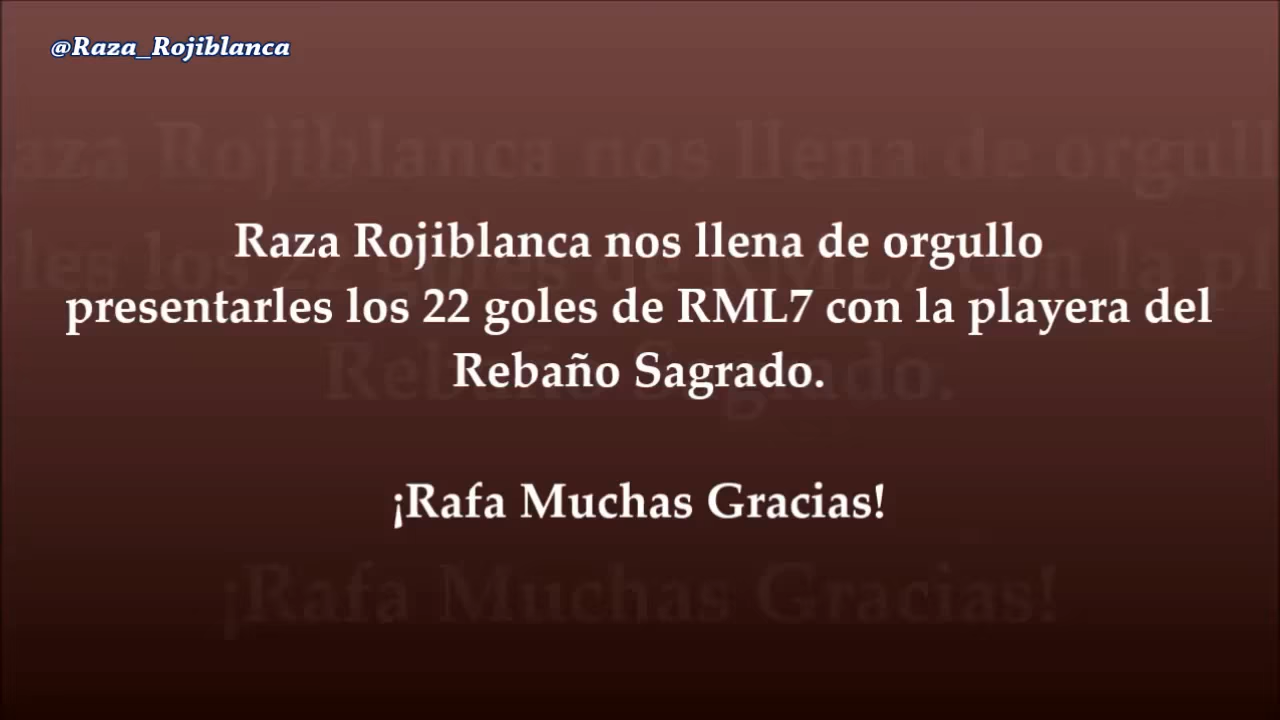 @Raza_Rojiblanca
Raza Rojiblanca nos llena de orgullo
presentarles los 22 goles de RML7 con la playera del
Rebaño Sagrado.
¡Rafa Muchas Gracias!